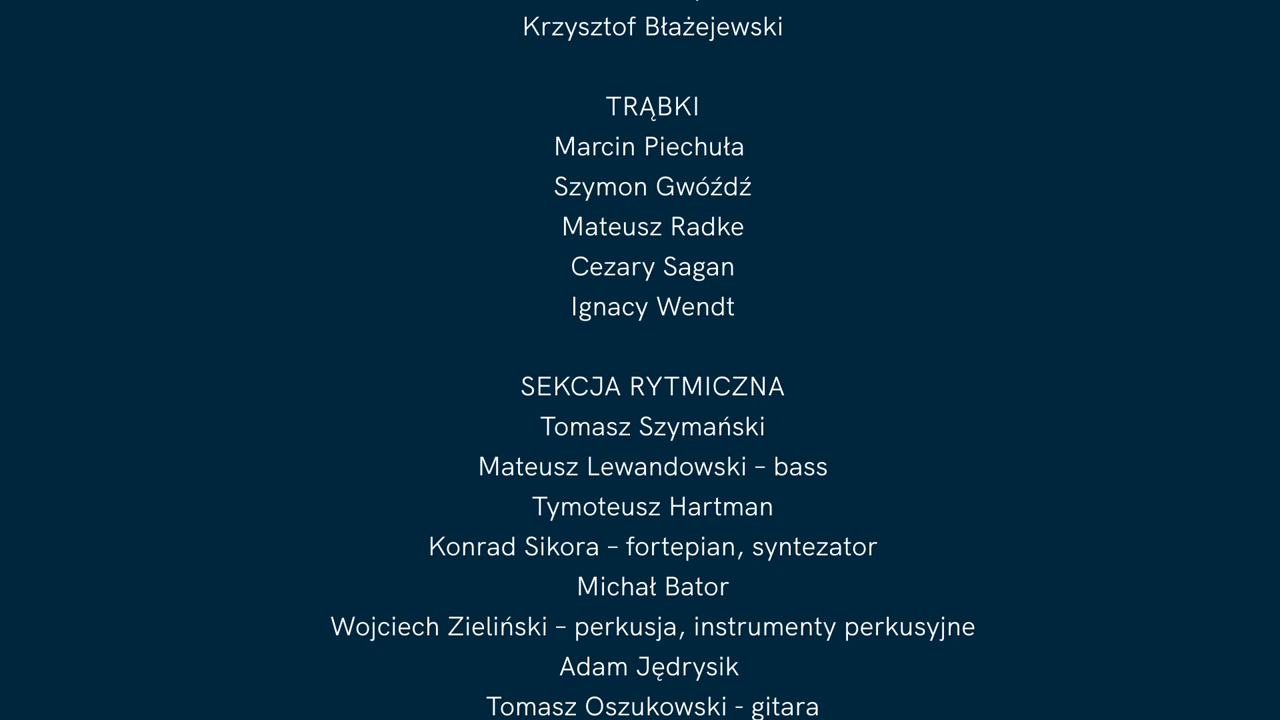 Krzysztof Błażejewski
TRĄBKI
Marcin Piechuła
Szymon Gwóźdź
Mateusz Radke
Cezary Sagan
Ignacy Wendt
SEKCJA RYTMICZNA
Tomasz Szymański
Mateusz Lewandowski – bass
Tymoteusz Hartman
Konrad Sikora – fortepian, syntezator
Michał Bator
Wojciech Zieliński – perkusja, instrumenty perkusyjne
Adam Jędrysik
Tomasz Oszukowski - gitara